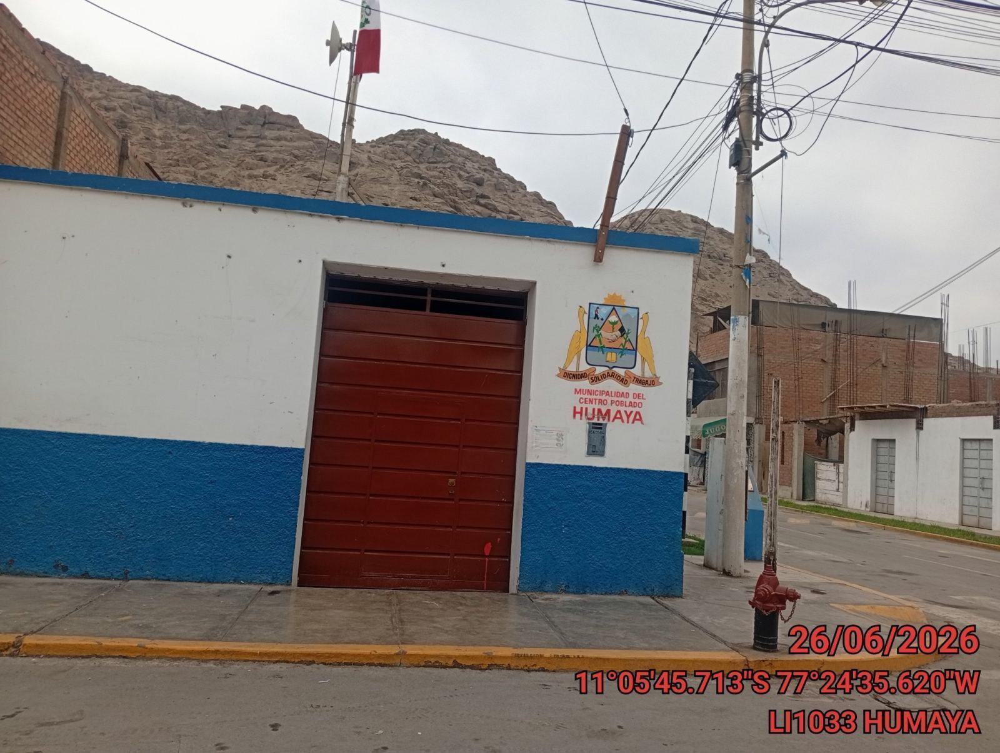 DIGNIDAD SOLIDARIDAD TRABAJO
MUNICIPALIDAD DEL
CENTRO POBLADO
HUMAYA
JUGO
26/06/2026
11°05'45.713"S 77°24'35.620"W
LI1033 HUMAYA